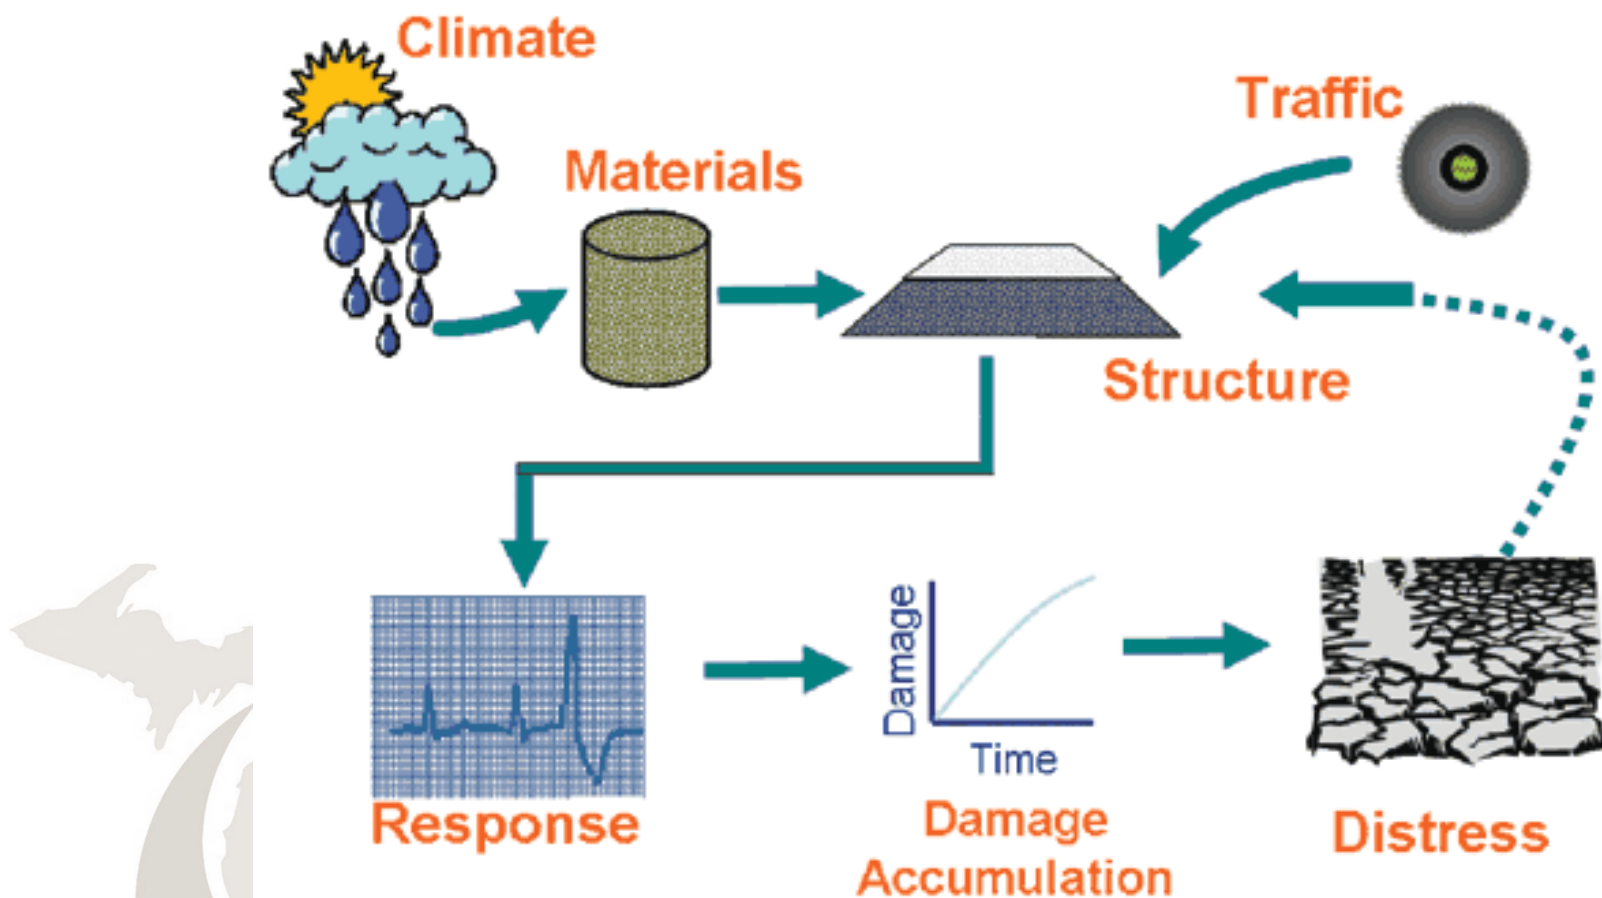 Climate
Traffic
Materials
Structure
Damage
Time
Response
Damage
Accumulation
Distress